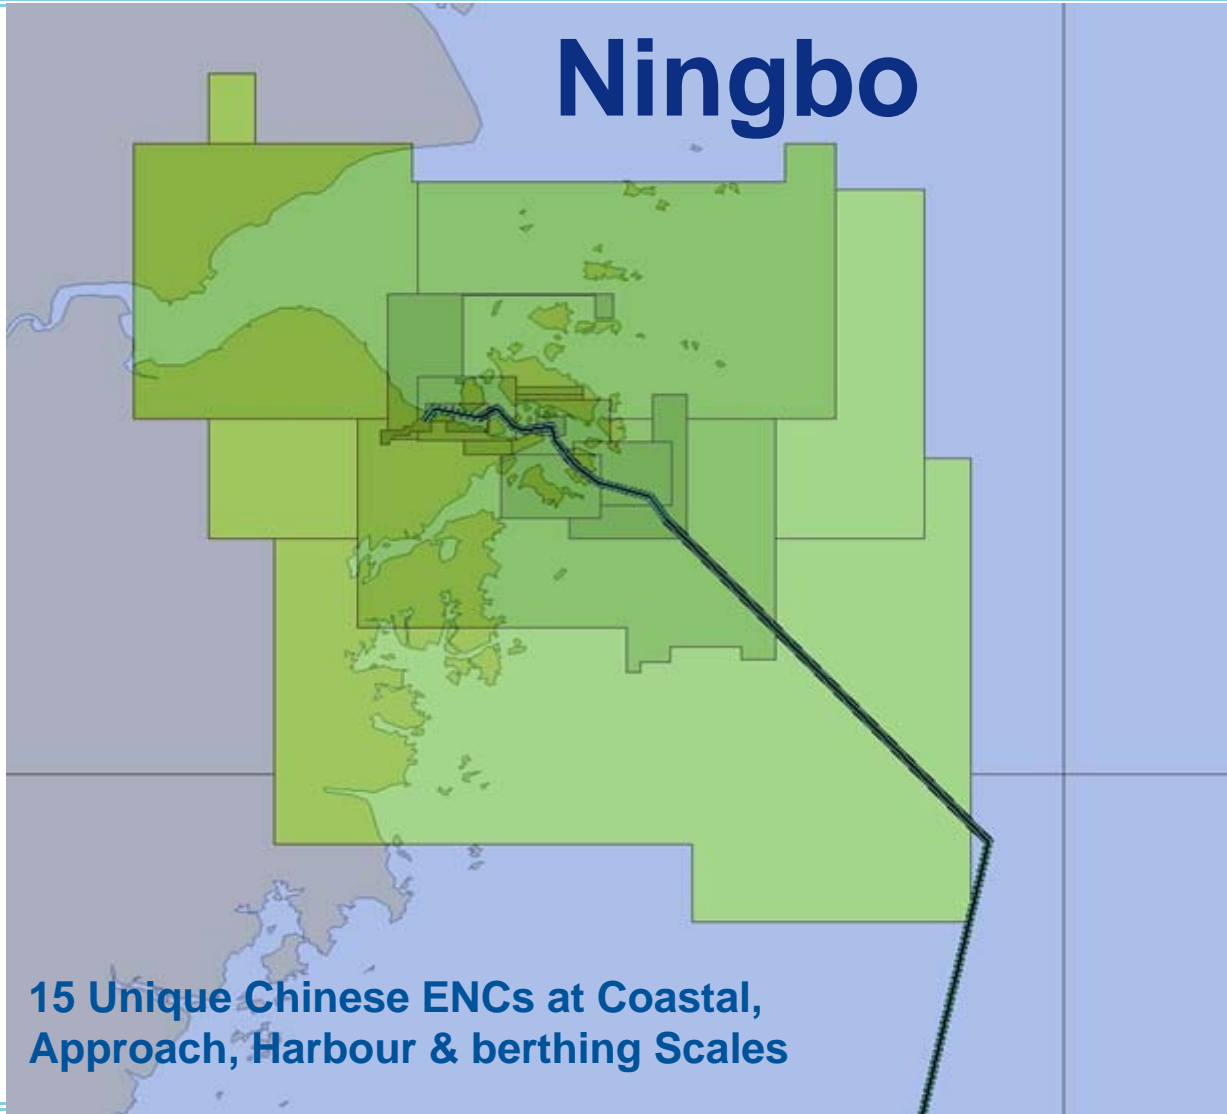 Ningbo
15 Unique Chinese ENCs at Coastal,
Approach, Harbour & berthing Scales